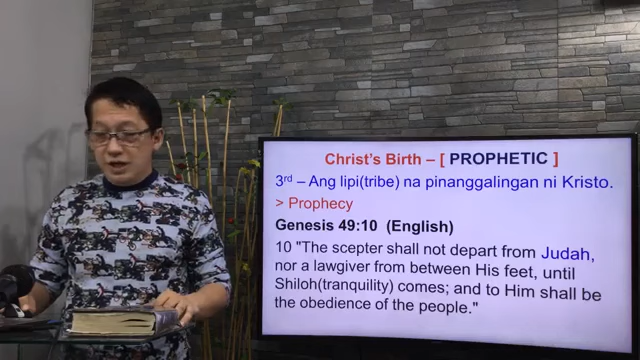 Christ's Birth – [ PROPHETIC ]
3rd – Ang lipi(tribe) na pinanggalingan ni Kristo.
> Prophecy
Genesis 49:10 (English)
10 "The scepter shall not depart from Judah,
nor a lawgiver from between His feet, until
Shiloh(tranquility) comes; and to Him shall be
the obedience of the people."